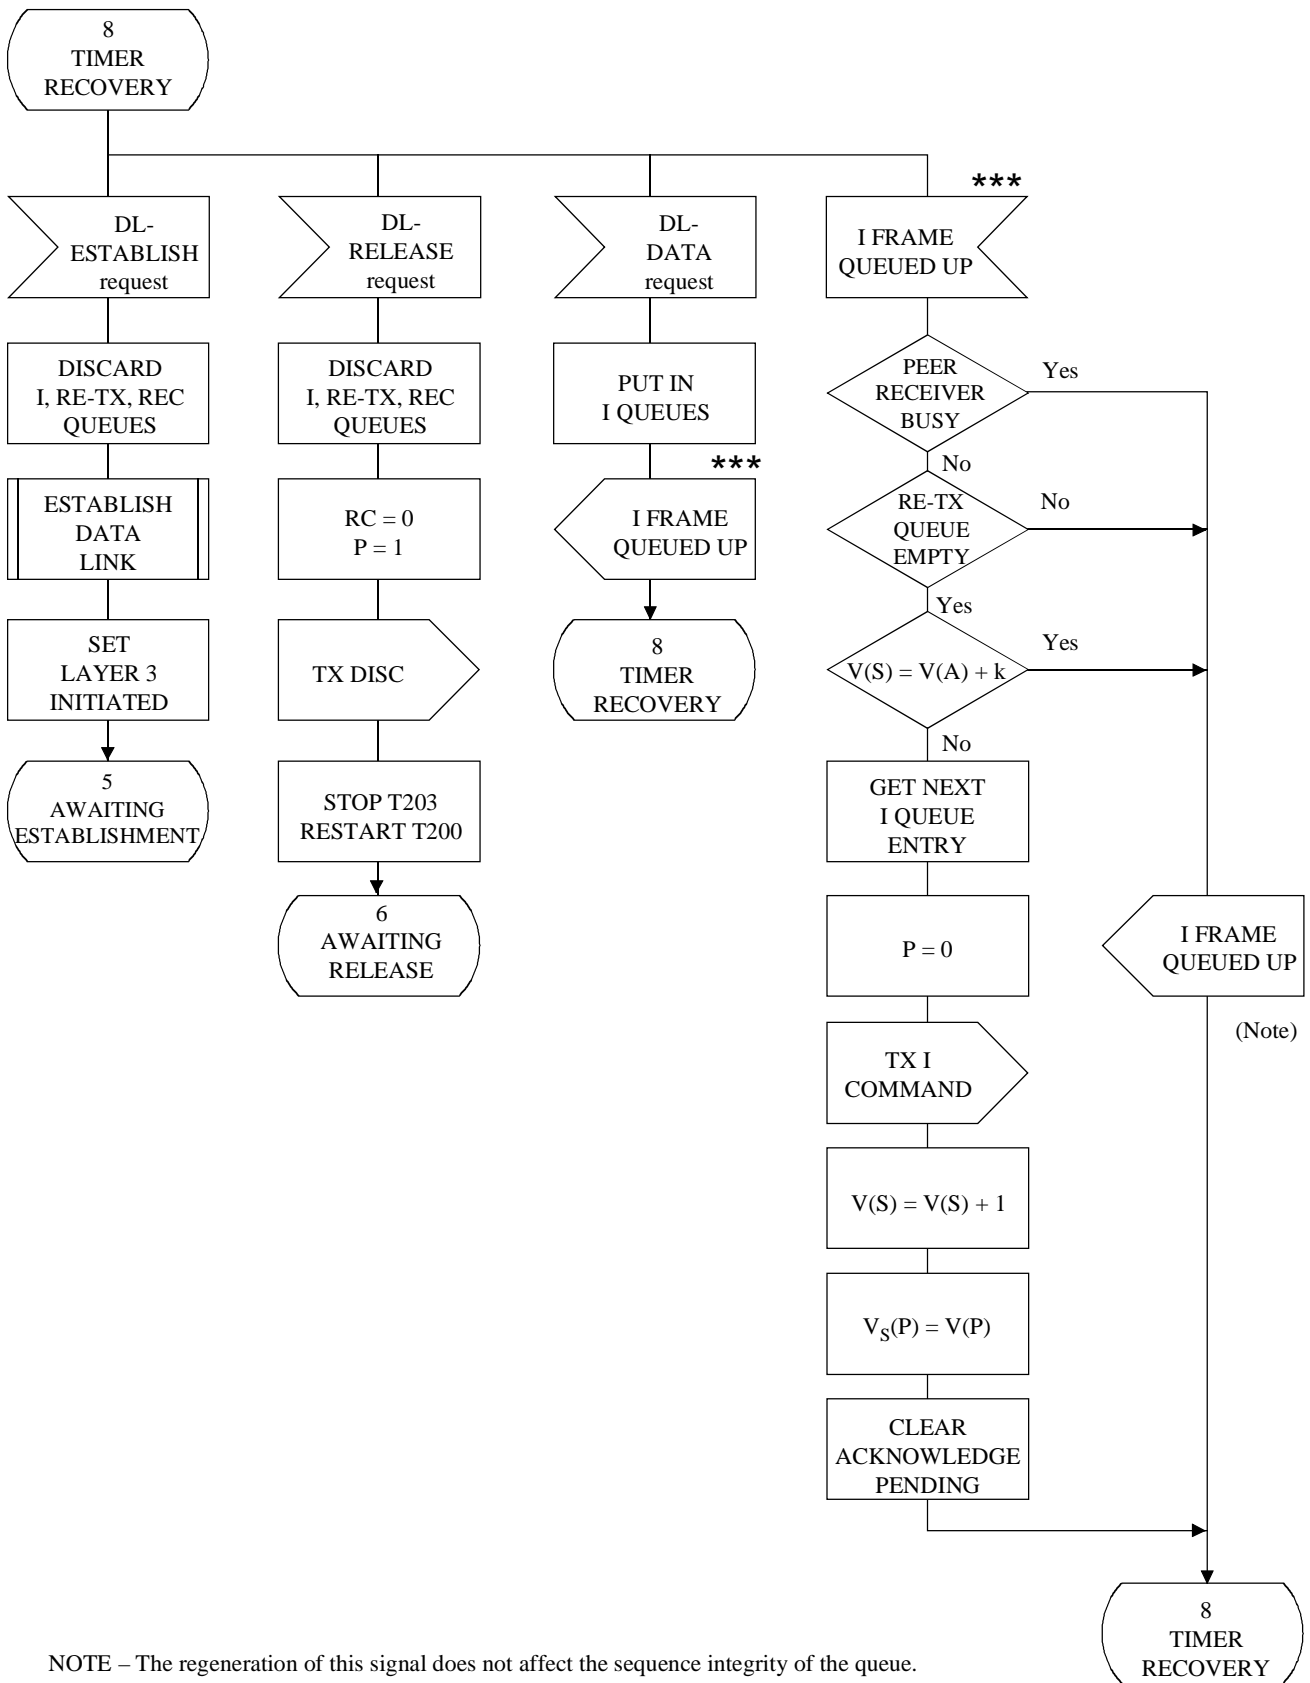 8
TIMER
RECOVERY
DL-
ESTABLISH
request
DISCARD
I, RE-TX, REC
QUEUES
ESTABLISH
DATA
LINK
SET
LAYER 3
INITIATED
5
AWAITING
ESTABLISHMENT
DL-
RELEASE
request
DISCARD
I, RE-TX, REC
QUEUES
RC = 0
P = 1
TX DISC
STOP T203
RESTART T200
6
AWAITING
RELEASE
DL-
DATA
request
PUT IN
I QUEUES
***
I FRAME
QUEUED UP
8
TIMER
RECOVERY
***
I FRAME
QUEUED UP
PEER
RECEIVER
BUSY
Yes
No
RE-TX
QUEUE
EMPTY
No
Yes
V(S) = V(A) + k
Yes
No
GET NEXT
I QUEUE
ENTRY
P = 0
TX I
COMMAND
V(S) = V(S) + 1
V_S(P) = V(P)
CLEAR
ACKNOWLEDGE
PENDING
I FRAME
QUEUED UP
(Note)
8
TIMER
RECOVERY
NOTE – The regeneration of this signal does not affect the sequence integrity of the queue.